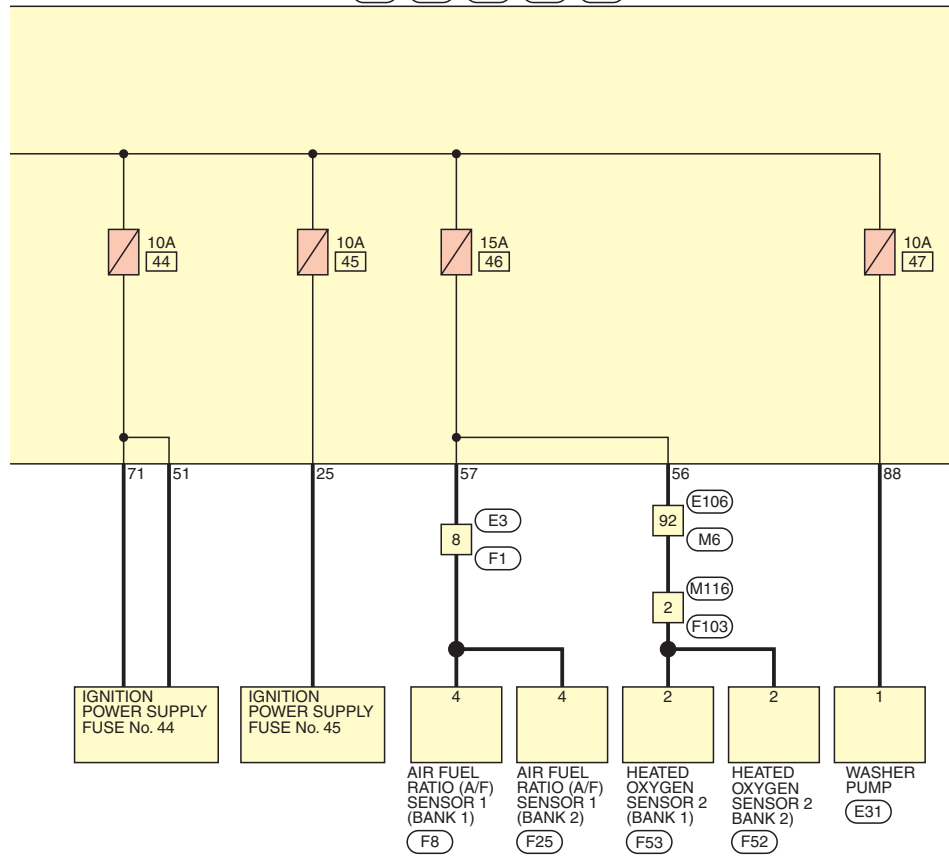 10A
44
10A
45
15A
46
10A
47
71
51
25
57
56
88
8
E3
F1
92
E106
M6
2
M116
F103
IGNITION
POWER SUPPLY
FUSE No. 44
IGNITION
POWER SUPPLY
FUSE No. 45
4
4
2
2
1
AIR FUEL
RATIO (A/F)
SENSOR 1
(BANK 1)
F8
AIR FUEL
RATIO (A/F)
SENSOR 1
(BANK 2)
F25
HEATED
OXYGEN
SENSOR 2
(BANK 1)
F53
HEATED
OXYGEN
SENSOR 2
BANK 2)
F52
WASHER
PUMP
E31